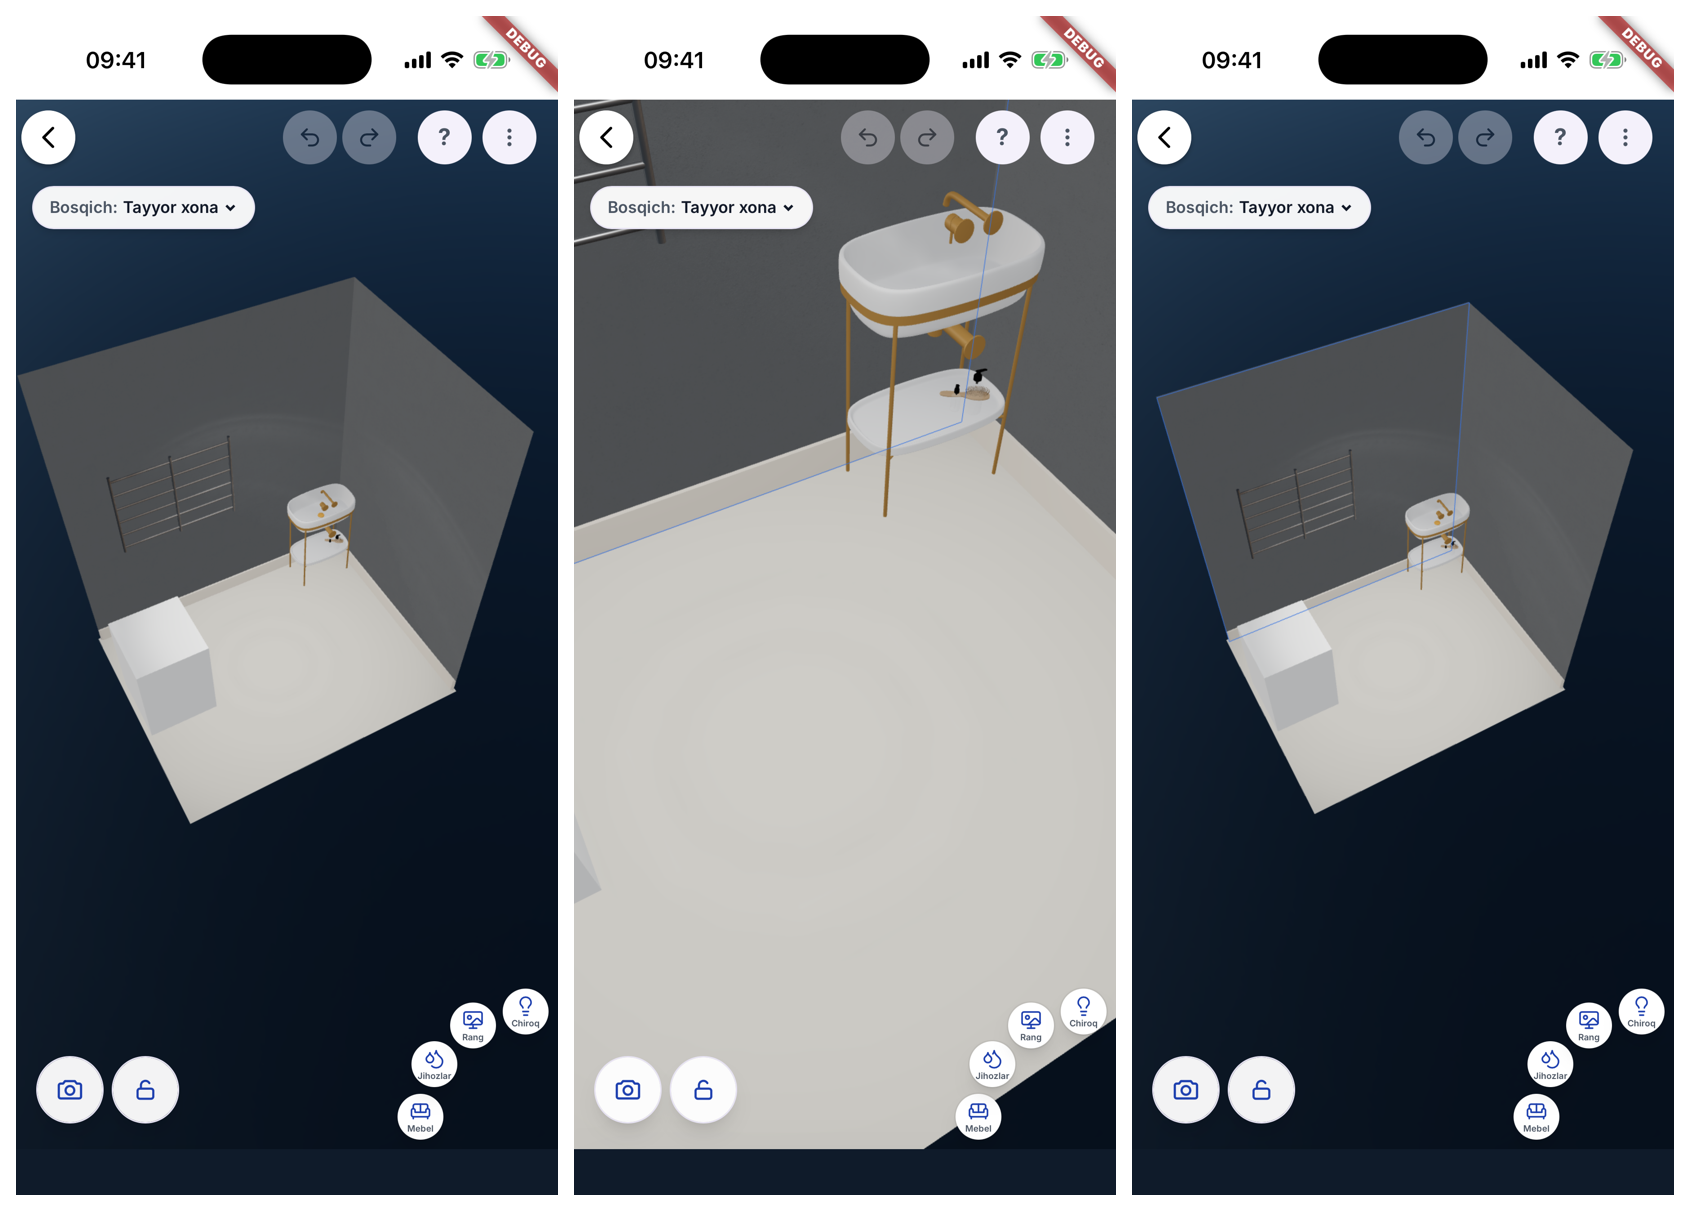 09:41
DEBUG
?
Bosqich: Tayyor xona
Chiroq
Rang
Jihozlar
Mebel
09:41
DEBUG
?
Bosqich: Tayyor xona
Chiroq
Rang
Jihozlar
Mebel
09:41
DEBUG
?
Bosqich: Tayyor xona
Chiroq
Rang
Jihozlar
Mebel